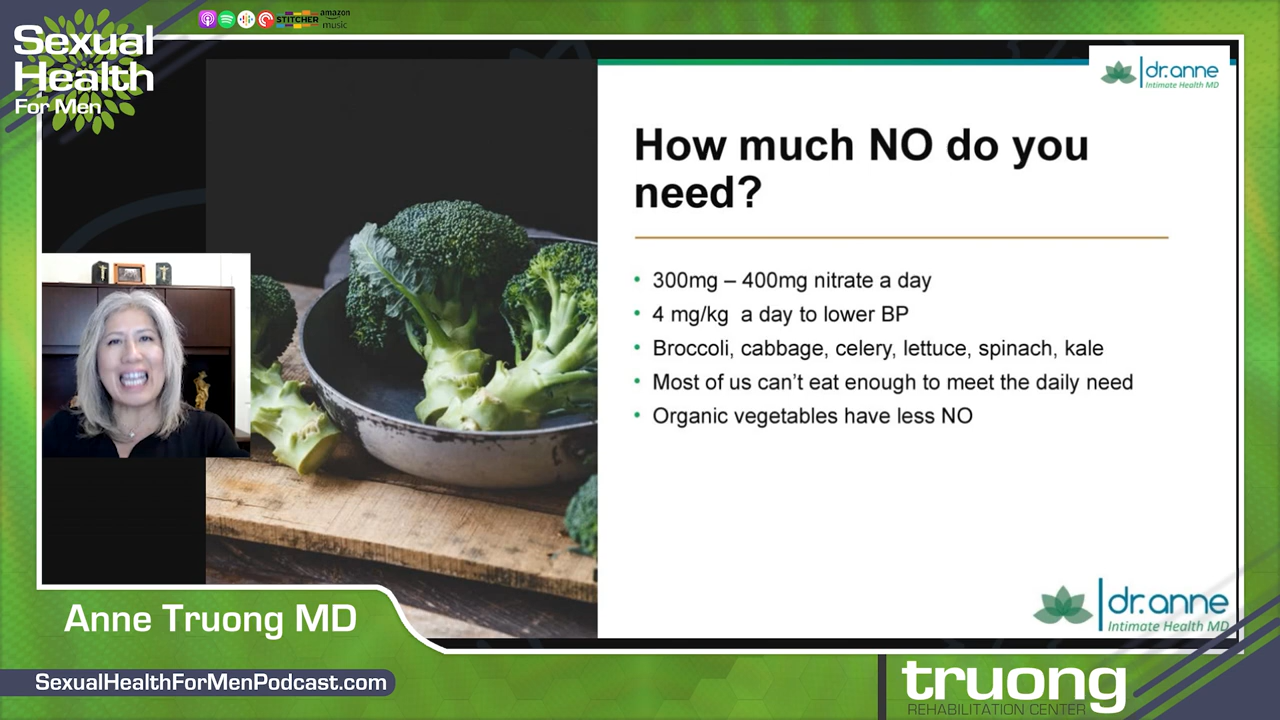 STITCHER
amazon
music
Sexual
Health
For Men
dr.anne
Intimate Health MD
How much NO do you
need?
• 300mg – 400mg nitrate a day
• 4 mg/kg a day to lower BP
• Broccoli, cabbage, celery, lettuce, spinach, kale
• Most of us can’t eat enough to meet the daily need
• Organic vegetables have less NO
dr.anne
Intimate Health MD
Anne Truong MD
SexualHealthForMenPodcast.com
truong
REHABILITATION CENTER